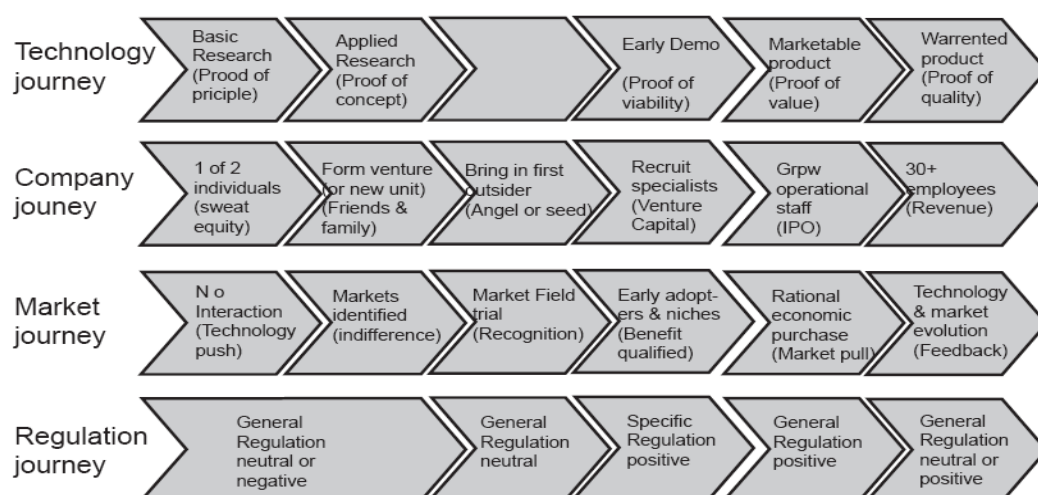 Technology
journey
Basic
Research
(Prood of
priciple)
Applied
Research
(Proof of
concept)
Early Demo
(Proof of
viability)
Marketable
product
(Proof of
value)
Warrented
product
(Proof of
quality)
Company
jouney
1 of 2
individuals
(sweat
equity)
Form venture
(or new unit)
(Friends &
family)
Bring in first
outsider
(Angel or seed)
Recruit
specialists
(Venture
Capital)
Grpw
operational
staff
(IPO)
30+
employees
(Revenue)
Market
journey
N o
Interaction
(Technology
push)
Markets
identified
(indifference)
Market Field
trial
(Recognition)
Early adopt-
ers & niches
(Benefit
qualified)
Rational
economic
purchase
(Market pull)
Technology
& market
evolution
(Feedback)
Regulation
journey
General
Regulation
neutral or
negative
General
Regulation
neutral
Specific
Regulation
positive
General
Regulation
positive
General
Regulation
neutral or
positive